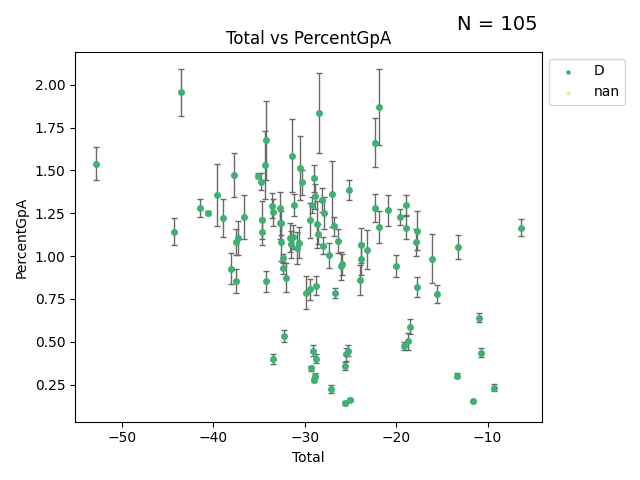 N = 105
Total vs PercentGpA
D
nan
PercentGpA
2.00
1.75
1.50
1.25
1.00
0.75
0.50
0.25
−50 −40 −30 −20 −10
Total